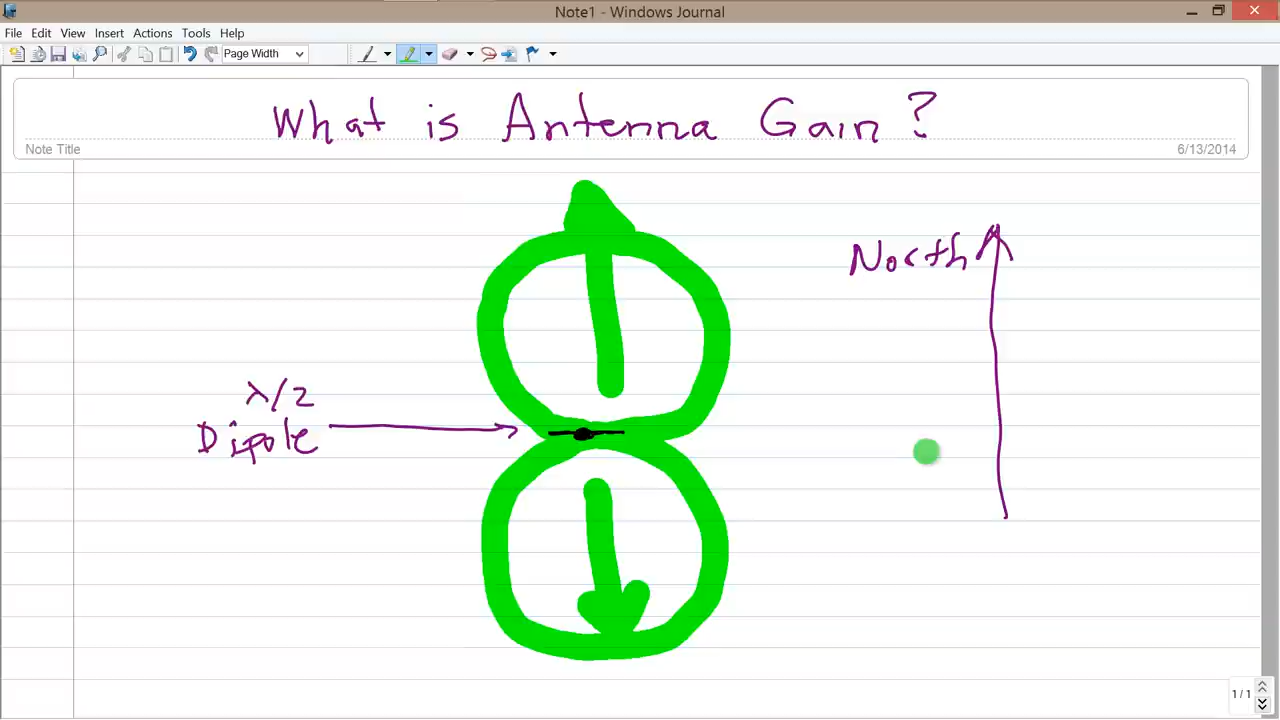 Note1 - Windows Journal
File Edit View Insert Actions Tools Help
Page Width
What is Antenna Gain?
Note Title
6/13/2014
North
λ/2
Dipole
1/1